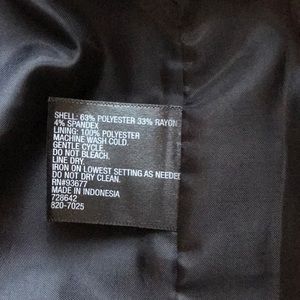 SHELL: 63% POLYESTER 33% RAYON
4% SPANDEX
LINING: 100% POLYESTER
MACHINE WASH COLD.
GENTLE CYCLE.
DO NOT BLEACH.
LINE DRY.
IRON ON LOWEST SETTING AS NEEDED
DO NOT DRY CLEAN.
RN#93677
MADE IN INDONESIA
728642
820-7025